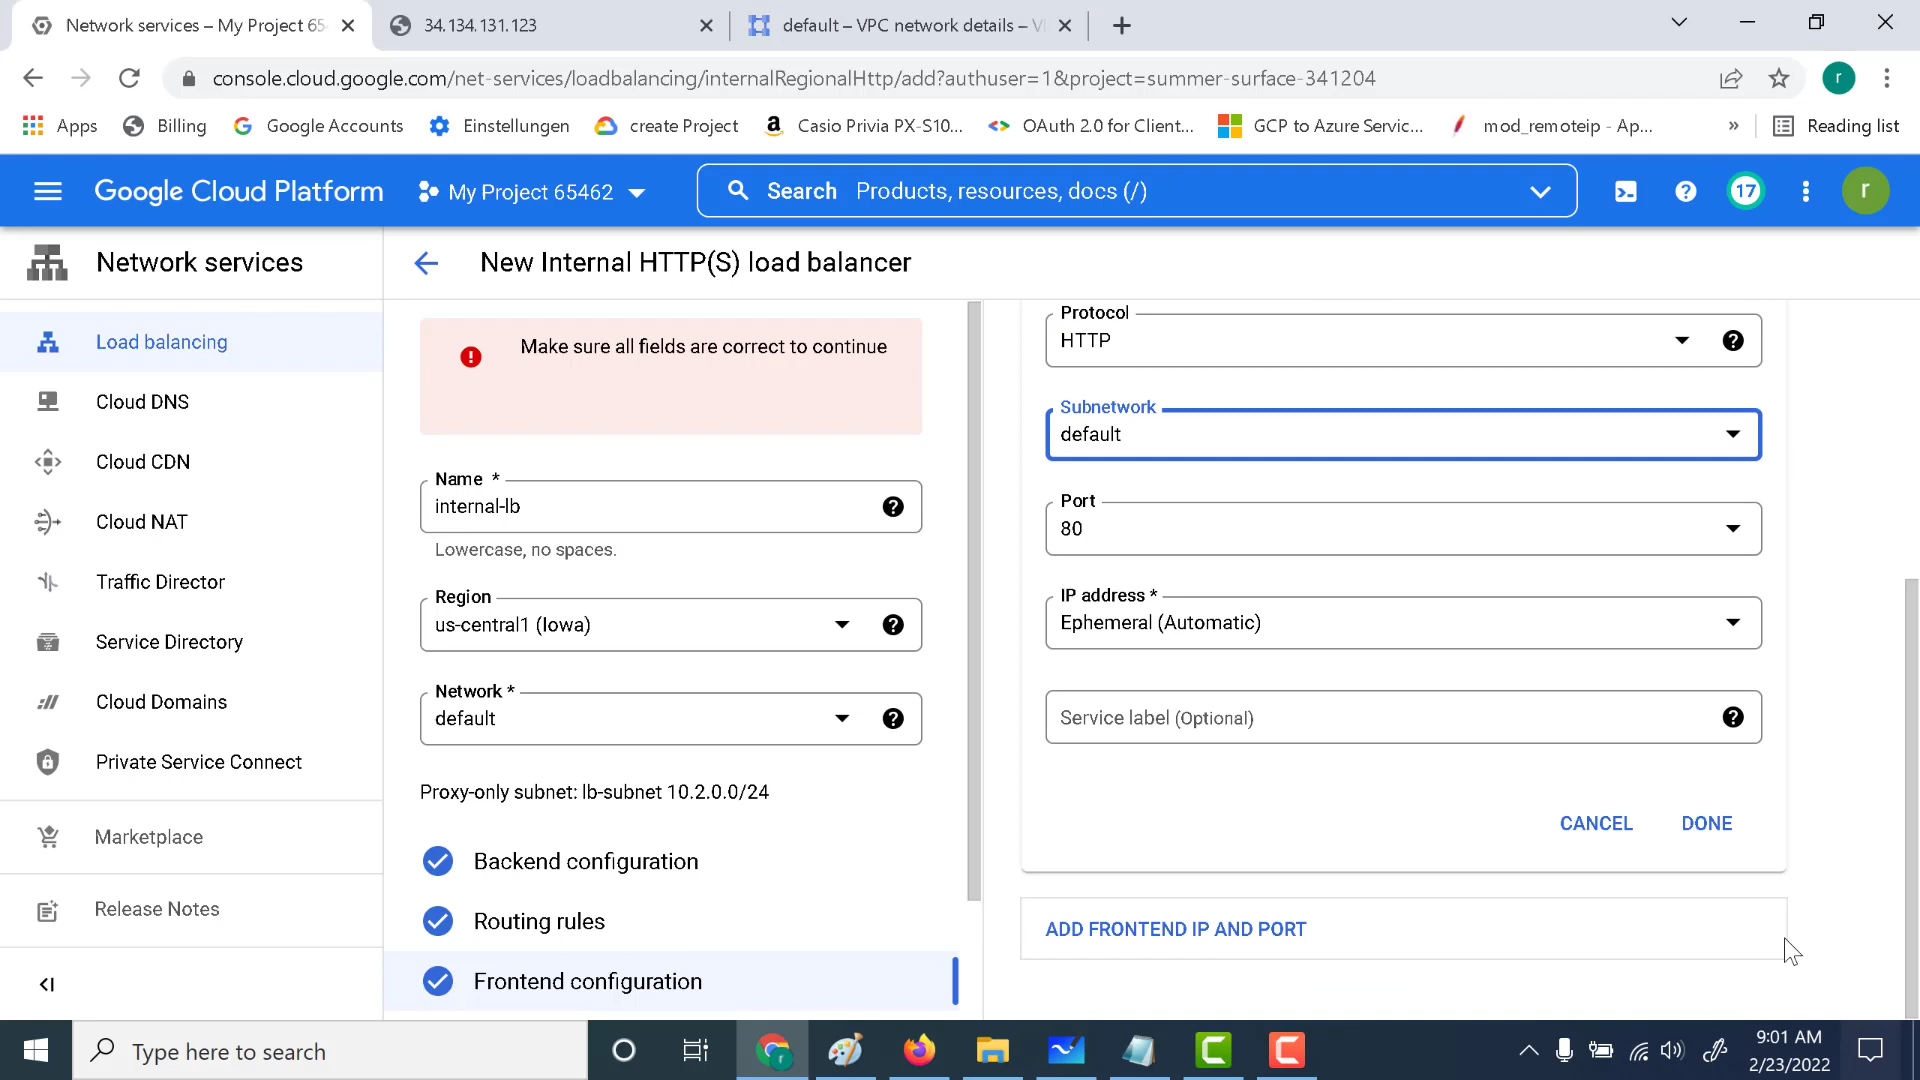 Network services – My Project 65
34.134.131.123
default – VPC network details – V
console.cloud.google.com/net-services/loadbalancing/internalRegionalHttp/add?authuser=1&project=summer-surface-341204
r
Apps
Billing
Google Accounts
Einstellungen
create Project
Casio Privia PX-S10...
OAuth 2.0 for Client...
GCP to Azure Servic...
mod_remoteip - Ap...
»
Reading list
Google Cloud Platform
My Project 65462
Search Products, resources, docs (/)
17
r
Network services
New Internal HTTP(S) load balancer
Load balancing
Cloud DNS
Cloud CDN
Cloud NAT
Traffic Director
Service Directory
Cloud Domains
Private Service Connect
Marketplace
Release Notes
Make sure all fields are correct to continue
Name *
internal-lb
Lowercase, no spaces.
Region
us-central1 (Iowa)
Network *
default
Proxy-only subnet: lb-subnet 10.2.0.0/24
Backend configuration
Routing rules
Frontend configuration
Protocol
HTTP
Subnetwork
default
Port
80
IP address *
Ephemeral (Automatic)
Service label (Optional)
CANCEL
DONE
ADD FRONTEND IP AND PORT
Type here to search
9:01 AM
2/23/2022